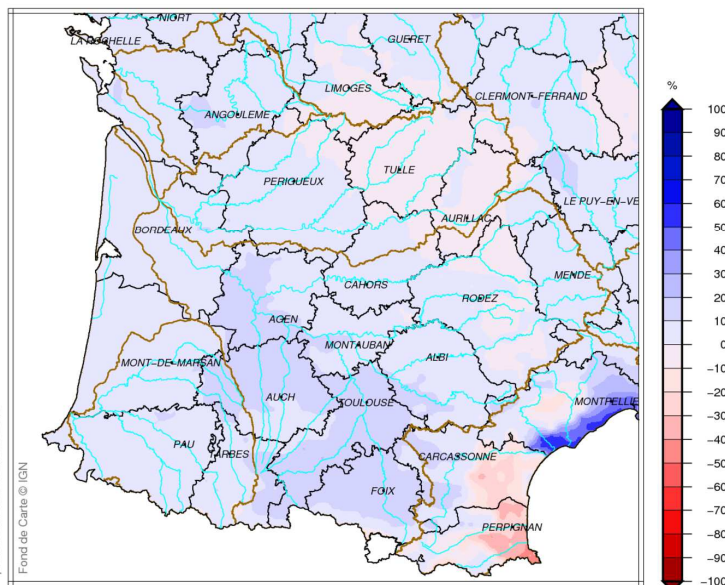 NIORT
LA ROCHELLE
GUERET
LIMOGES
CLERMONT-FERRAND
ANGOULEME
TULLE
PERIGUEUX
LE PUY-EN-VE
AURILLAC
BORDEAUX
MENDE
CAHORS
RODEZ
AGEN
MONTAUBAN
ALBI
MONT-DE-MARSAN
AUCH
TOULOUSE
MONTPELLIE
PAU
TARBES
CARCASSONNE
FOIX
PERPIGNAN
Fond de Carte © IGN
%
100
90
80
70
60
50
40
30
20
10
0
-10
-20
-30
-40
-50
-60
-70
-80
-90
-100